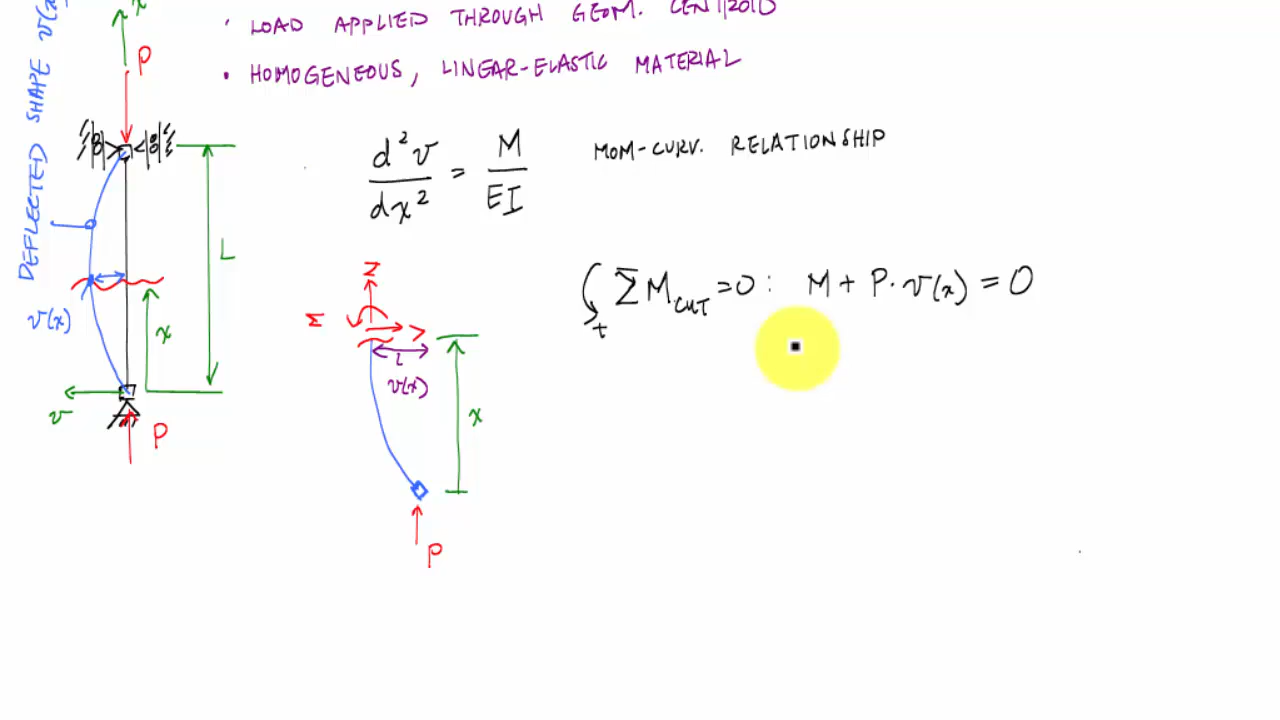 • LOAD APPLIED THROUGH GEOM. CENTROID
• HOMOGENEOUS, LINEAR-ELASTIC MATERIAL
DEFLECTED SHAPE v(x)
x
P
L
v(x)
x
v
P
d²v/dx² = M/EI
MOM-CURV. RELATIONSHIP
N
M
V
v(x)
x
P
+ ΣM_CUT = 0: M + P·v(x) = 0